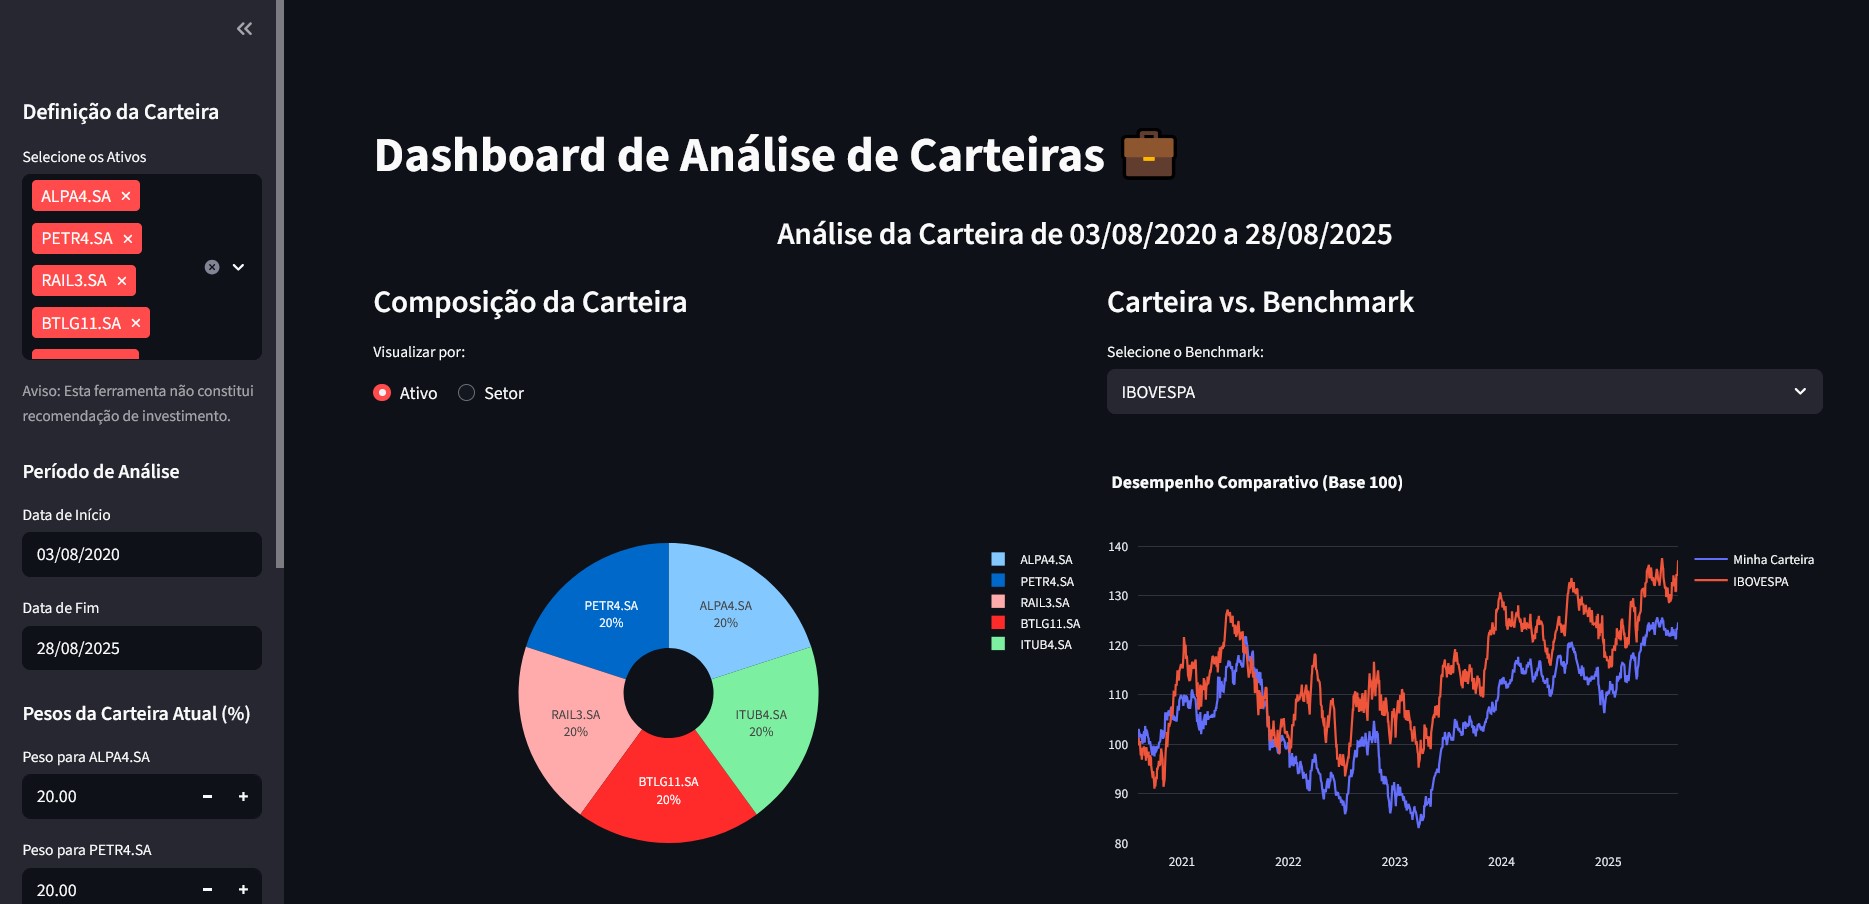 Definição da Carteira
Selecione os Ativos
ALPA4.SA ×
PETR4.SA ×
RAIL3.SA ×
BTLG11.SA ×
Aviso: Esta ferramenta não constitui
recomendação de investimento.
Período de Análise
Data de Início
03/08/2020
Data de Fim
28/08/2025
Pesos da Carteira Atual (%)
Peso para ALPA4.SA
20.00
Peso para PETR4.SA
20.00
Dashboard de Análise de Carteiras
Análise da Carteira de 03/08/2020 a 28/08/2025
Composição da Carteira
Visualizar por:
Ativo
Setor
PETR4.SA
20%
ALPA4.SA
20%
RAIL3.SA
20%
ITUB4.SA
20%
BTLG11.SA
20%
ALPA4.SA
PETR4.SA
RAIL3.SA
BTLG11.SA
ITUB4.SA
Carteira vs. Benchmark
Selecione o Benchmark:
IBOVESPA
Desempenho Comparativo (Base 100)
140
130
120
110
100
90
80
2021
2022
2023
2024
2025
Minha Carteira
IBOVESPA